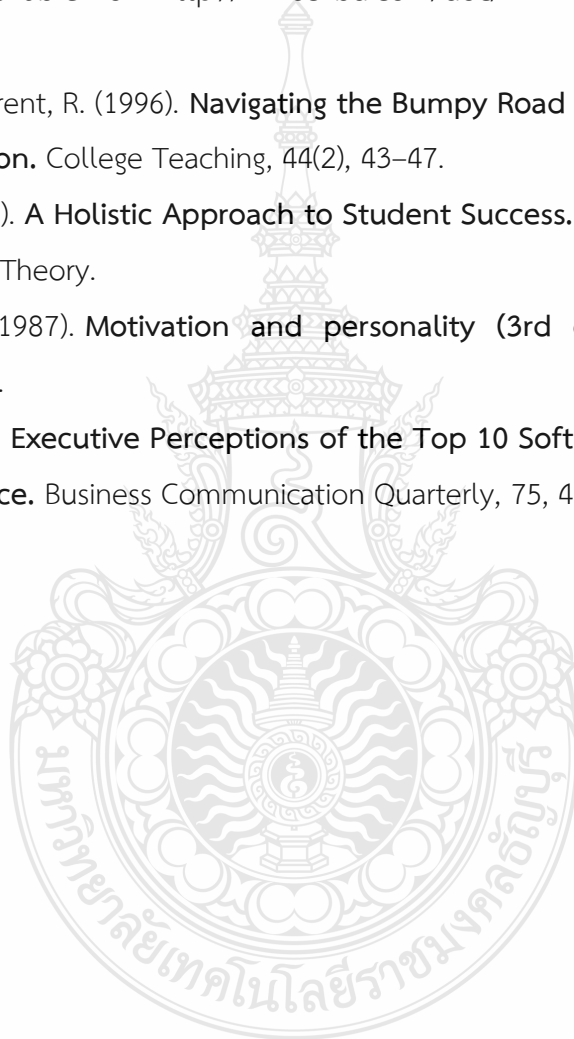 rent, R. (1996). Navigating the Bumpy Road
on. College Teaching, 44(2), 43–47.
). A Holistic Approach to Student Success.
Theory.
1987). Motivation and personality (3rd
.
Executive Perceptions of the Top 10 Soft
ce. Business Communication Quarterly, 75, 4
มหาวิทยาลัยเทคโนโลยีราชมงคลธัญบุรี